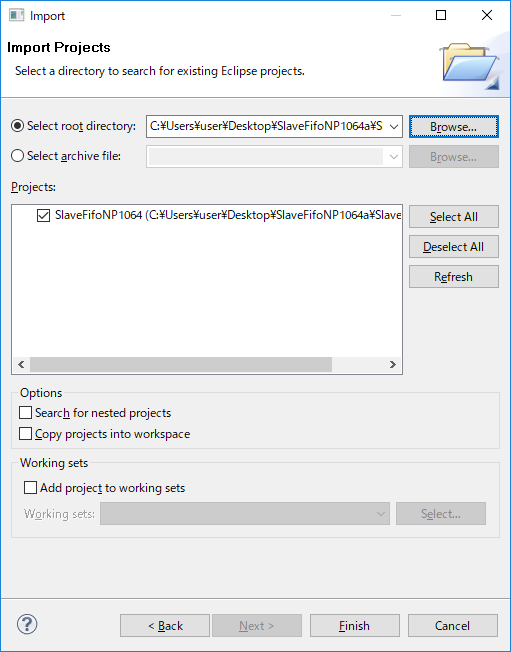 Import
Import Projects
Select a directory to search for existing Eclipse projects.
Select root directory: C:¥Users¥user¥Desktop¥SlaveFifoNP1064a¥S Browse...
Select archive file: Browse...
Projects:
SlaveFifoNP1064 (C:¥Users¥user¥Desktop¥SlaveFifoNP1064a¥Slave
Select All
Deselect All
Refresh
Options
Search for nested projects
Copy projects into workspace
Working sets
Add project to working sets
Working sets: Select...
? < Back Next > Finish Cancel